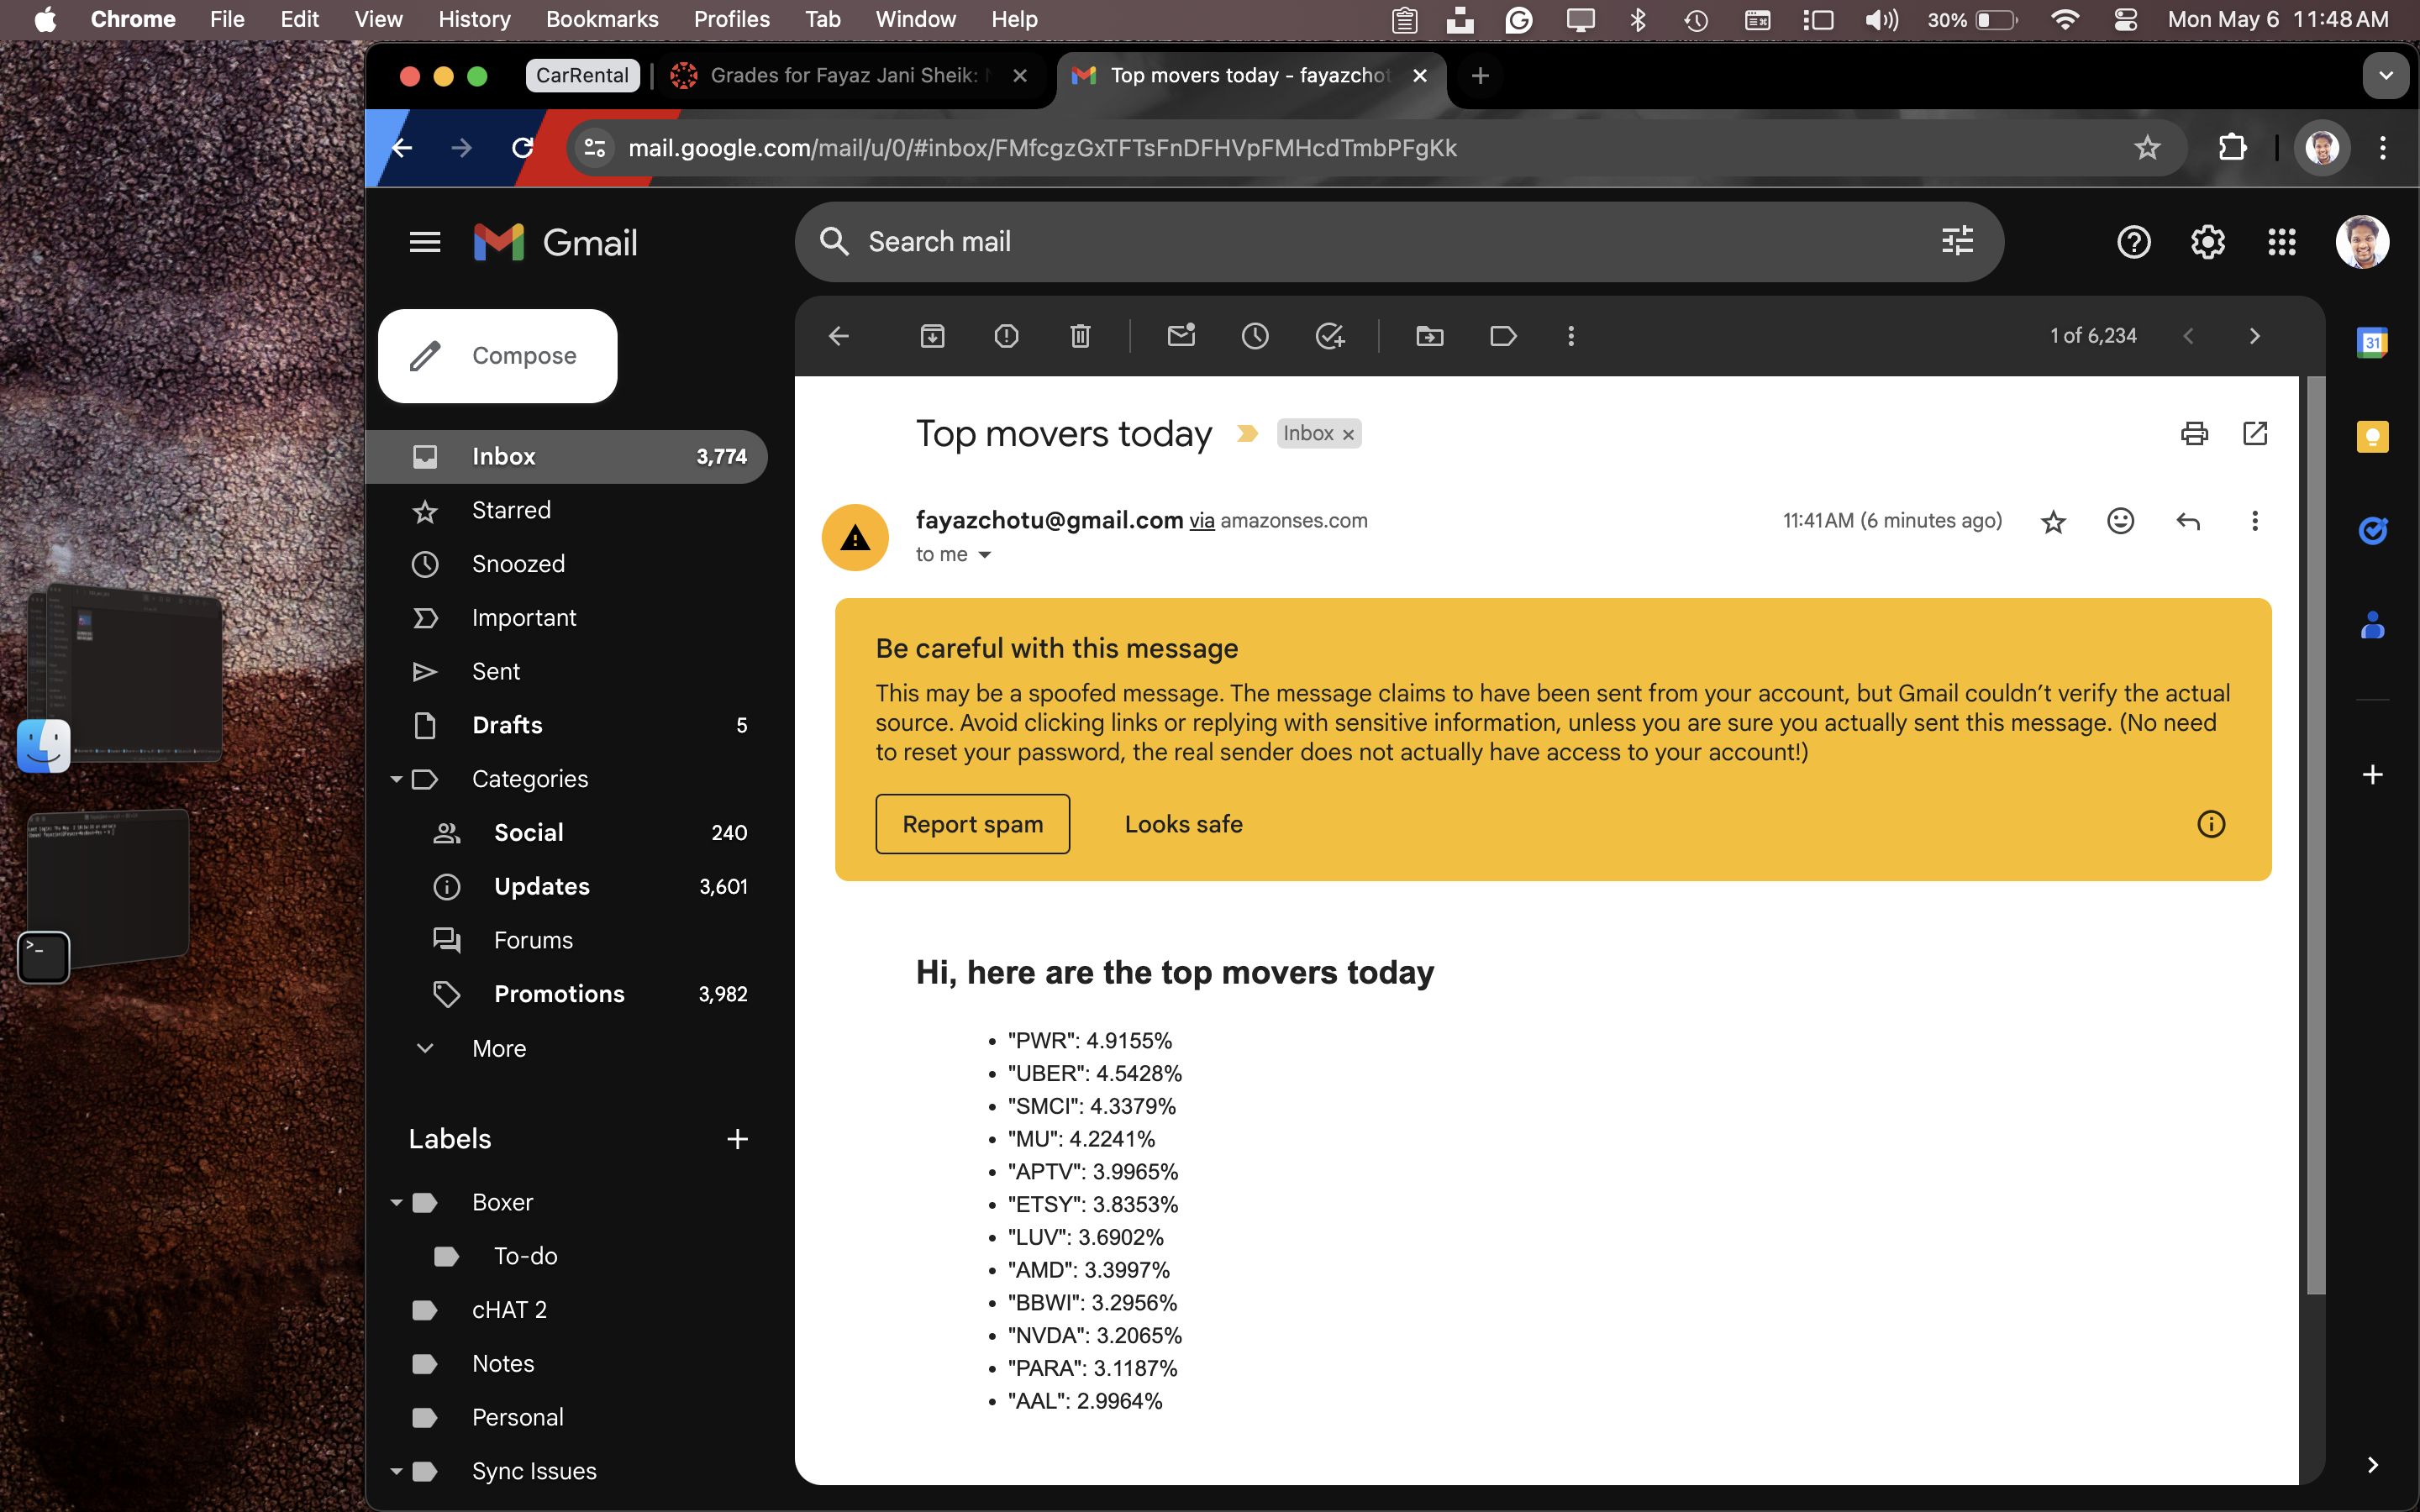 Chrome File Edit View History Bookmarks Profiles Tab Window Help 30% Mon May 6 11:48 AM
CarRental Grades for Fayaz Jani Sheik: Top movers today - fayazchot
mail.google.com/mail/u/0/#inbox/FMfcgzGxTFTsFnDFHVpFMHcdTmbPFgKk
Gmail
Search mail
Compose
1 of 6,234
Inbox 3,774
Starred
Snoozed
Important
Sent
Drafts 5
Categories
Social 240
Updates 3,601
Forums
Promotions 3,982
More
Labels
Boxer
To-do
cHAT 2
Notes
Personal
Sync Issues
Top movers today Inbox
fayazchotu@gmail.com via amazonses.com 11:41 AM (6 minutes ago)
to me
Be careful with this message
This may be a spoofed message. The message claims to have been sent from your account, but Gmail couldn’t verify the actual
source. Avoid clicking links or replying with sensitive information, unless you are sure you actually sent this message. (No need
to reset your password, the real sender does not actually have access to your account!)
Report spam Looks safe
Hi, here are the top movers today
• "PWR": 4.9155%
• "UBER": 4.5428%
• "SMCI": 4.3379%
• "MU": 4.2241%
• "APTV": 3.9965%
• "ETSY": 3.8353%
• "LUV": 3.6902%
• "AMD": 3.3997%
• "BBWI": 3.2956%
• "NVDA": 3.2065%
• "PARA": 3.1187%
• "AAL": 2.9964%
31